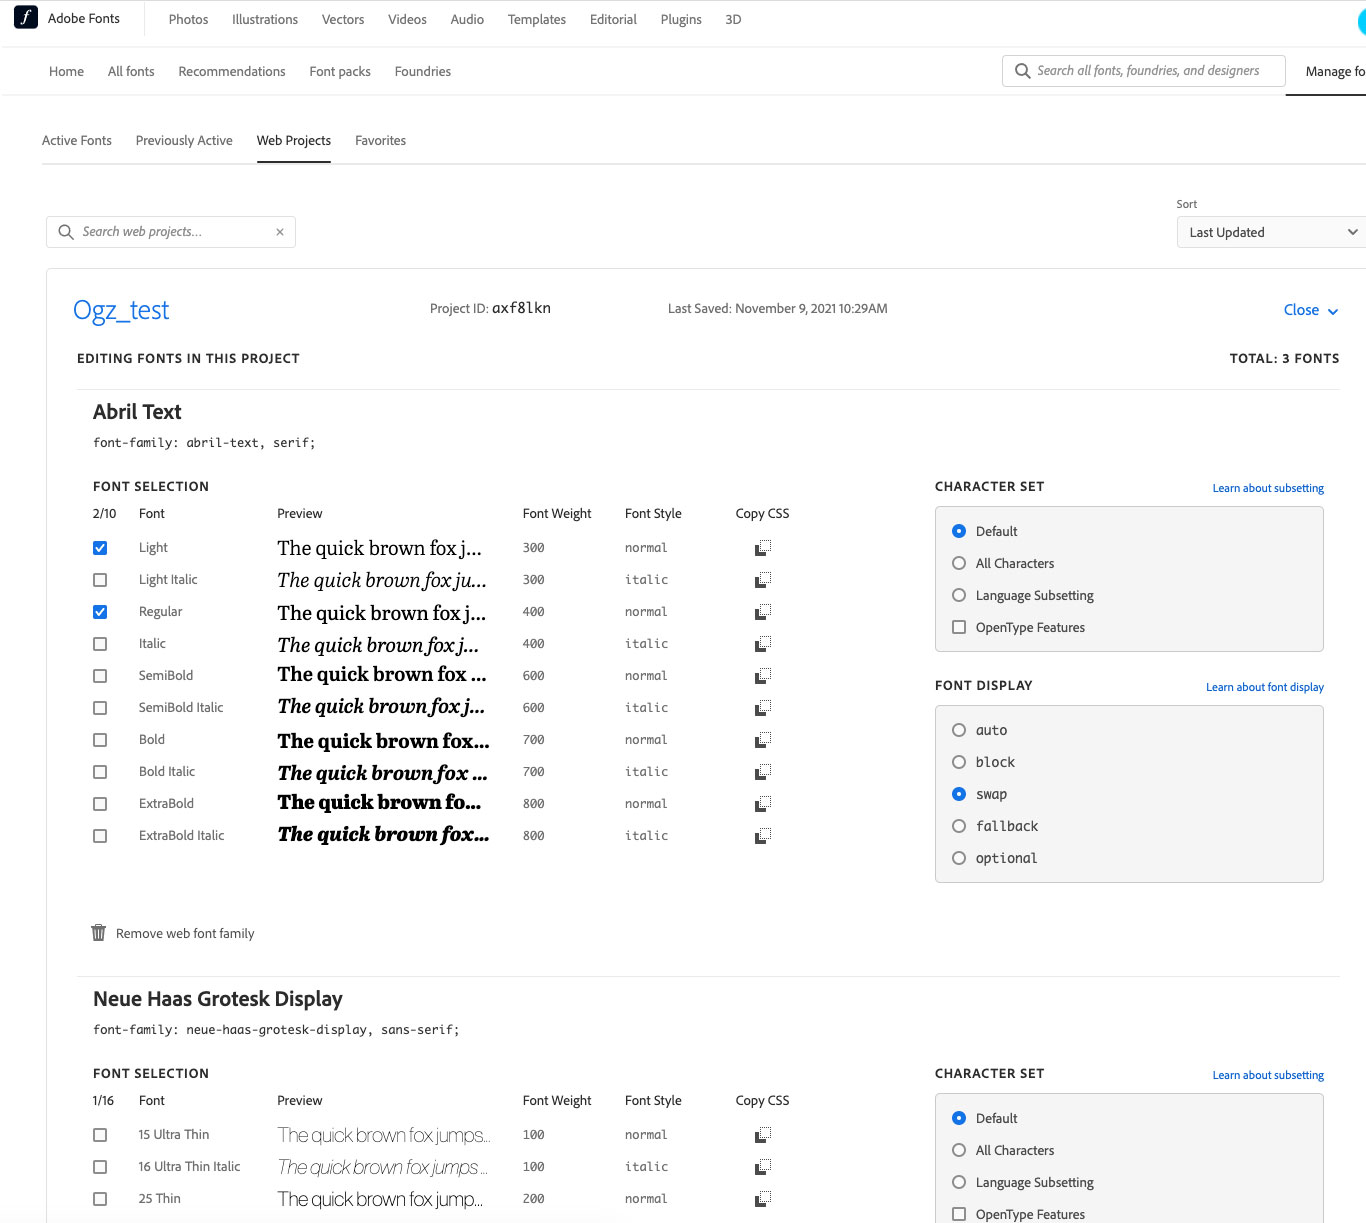 Adobe Fonts Photos Illustrations Vectors Videos Audio Templates Editorial Plugins 3D
Home All fonts Recommendations Font packs Foundries Search all fonts, foundries, and designers Manage fo
Active Fonts Previously Active Web Projects Favorites
Sort
Search web projects... × Last Updated
Ogz_test Project ID: axf8lkn Last Saved: November 9, 2021 10:29AM Close
EDITING FONTS IN THIS PROJECT TOTAL: 3 FONTS
Abril Text
font-family: abril-text, serif;
FONT SELECTION
2/10 Font Preview Font Weight Font Style Copy CSS
Light The quick brown fox j... 300 normal
Light Italic The quick brown fox ju... 300 italic
Regular The quick brown fox j... 400 normal
Italic The quick brown fox j... 400 italic
SemiBold The quick brown fox ... 600 normal
SemiBold Italic The quick brown fox j... 600 italic
Bold The quick brown fox... 700 normal
Bold Italic The quick brown fox ... 700 italic
ExtraBold The quick brown fo... 800 normal
ExtraBold Italic The quick brown fox... 800 italic
CHARACTER SET Learn about subsetting
Default
All Characters
Language Subsetting
OpenType Features
FONT DISPLAY Learn about font display
auto
block
swap
fallback
optional
Remove web font family
Neue Haas Grotesk Display
font-family: neue-haas-grotesk-display, sans-serif;
FONT SELECTION
1/16 Font Preview Font Weight Font Style Copy CSS
15 Ultra Thin The quick brown fox jumps... 100 normal
16 Ultra Thin Italic The quick brown fox jumps ... 100 italic
25 Thin The quick brown fox jump... 200 normal
CHARACTER SET Learn about subsetting
Default
All Characters
Language Subsetting
OpenType Features